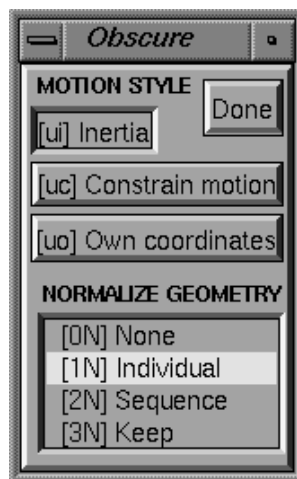 Obscure
MOTION STYLE
Done
[ui] Inertia
[uc] Constrain motion
[uo] Own coordinates
NORMALIZE GEOMETRY
[0N] None
[1N] Individual
[2N] Sequence
[3N] Keep